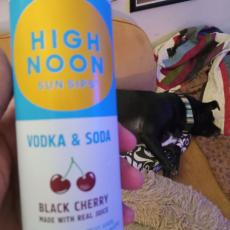 HIGH
NOON
SUN SIPS
VODKA & SODA
BLACK CHERRY
MADE WITH REAL JUICE